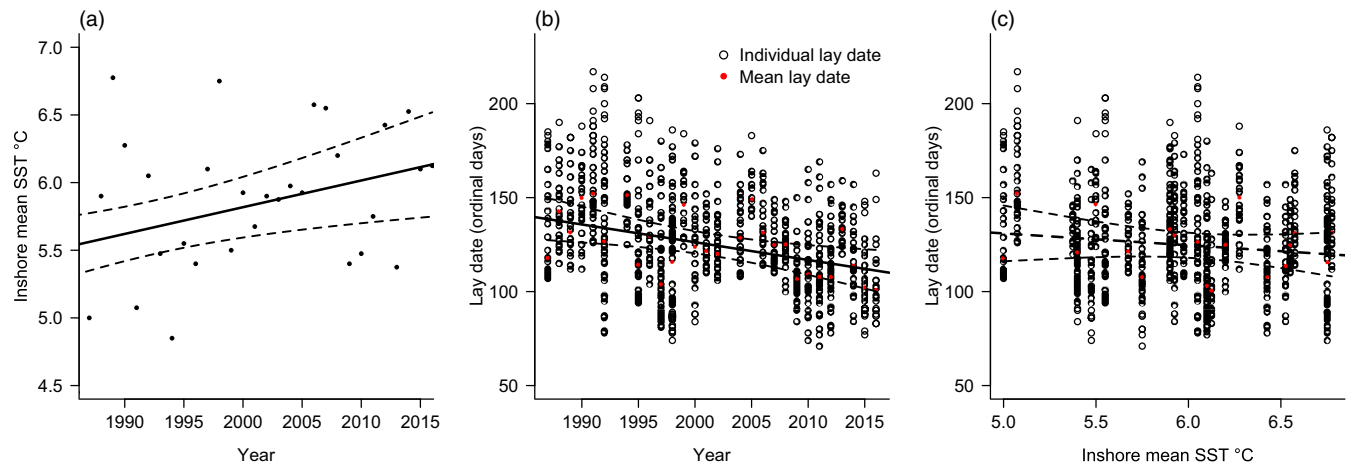 (a)
Inshore mean SST °C
7.0
6.5
6.0
5.5
5.0
4.5
1990 1995 2000 2005 2010 2015
Year
(b)
Individual lay date
Mean lay date
Lay date (ordinal days)
200
150
100
50
1990 1995 2000 2005 2010 2015
Year
(c)
Lay date (ordinal days)
200
150
100
50
5.0 5.5 6.0 6.5
Inshore mean SST °C